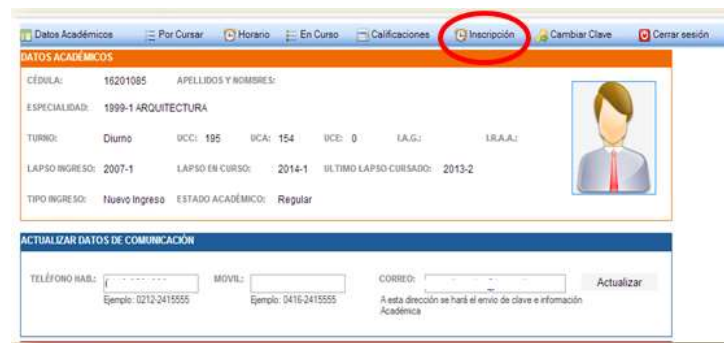 Datos Académicos Por Cursar Horario En Curso Calificaciones Inscripción Cambiar Clave Cerrar sesión
DATOS ACADÉMICOS
CÉDULA: 16201085 APELLIDOS Y NOMBRES:
ESPECIALIDAD: 1999-1 ARQUITECTURA
TURNO: Diurno UCC: 195 UCA: 154 UCE: 0 I.A.G.: I.R.A.A.:
LAPSO INGRESO: 2007-1 LAPSO EN CURSO: 2014-1 ULTIMO LAPSO CURSADO: 2013-2
TIPO INGRESO: Nuevo Ingreso ESTADO ACADÉMICO: Regular
ACTUALIZAR DATOS DE COMUNICACIÓN
TELÉFONO HAB.: MOVIL: CORREO: Actualizar
Ejemplo: 0212-2415555 Ejemplo: 0416-2415555 A esta dirección se hará el envio de clave e información
Académica